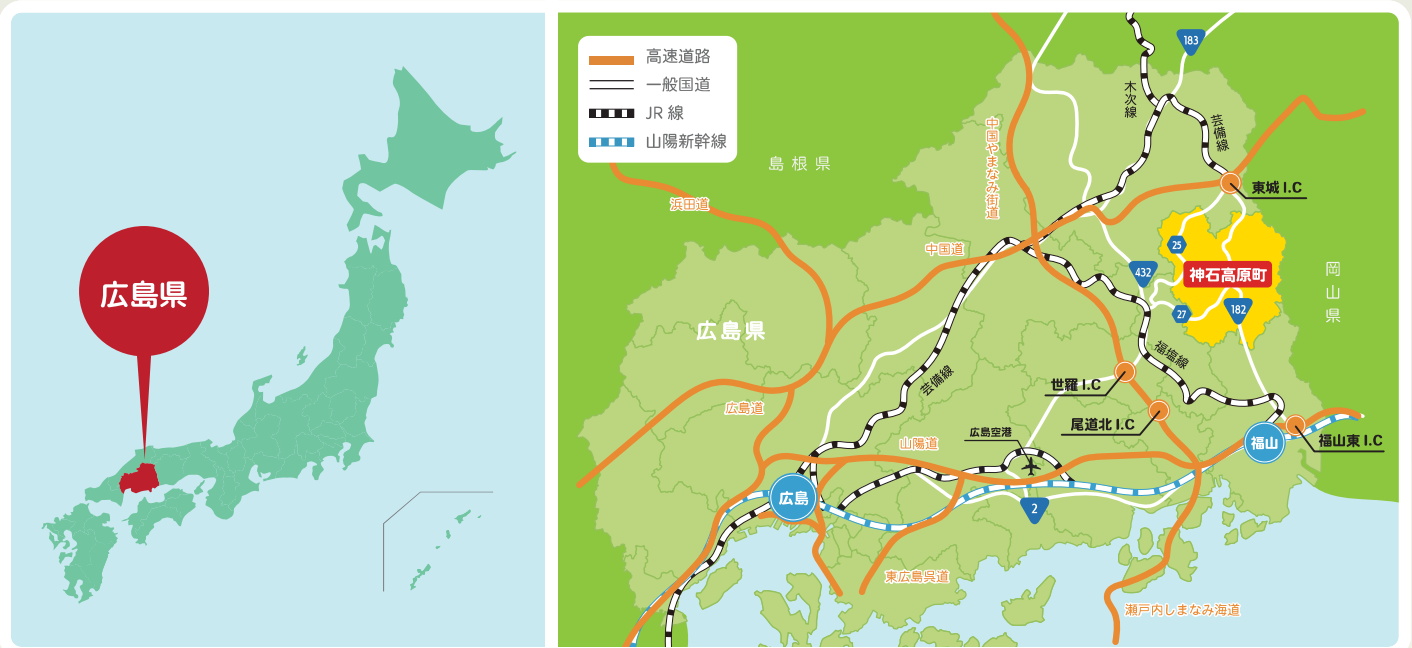 広島県
高速道路
一般国道
JR 線
山陽新幹線
島根県
浜田道
中国やまなみ街道
木次線
183
芸備線
東城 I.C
中国道
25
432
神石高原町
岡山県
27
182
広島県
福塩線
芸備線
世羅 I.C
広島道
尾道北 I.C
山陽道
広島空港
福山
福山東 I.C
広島
2
東広島呉道
瀬戸内しまなみ海道